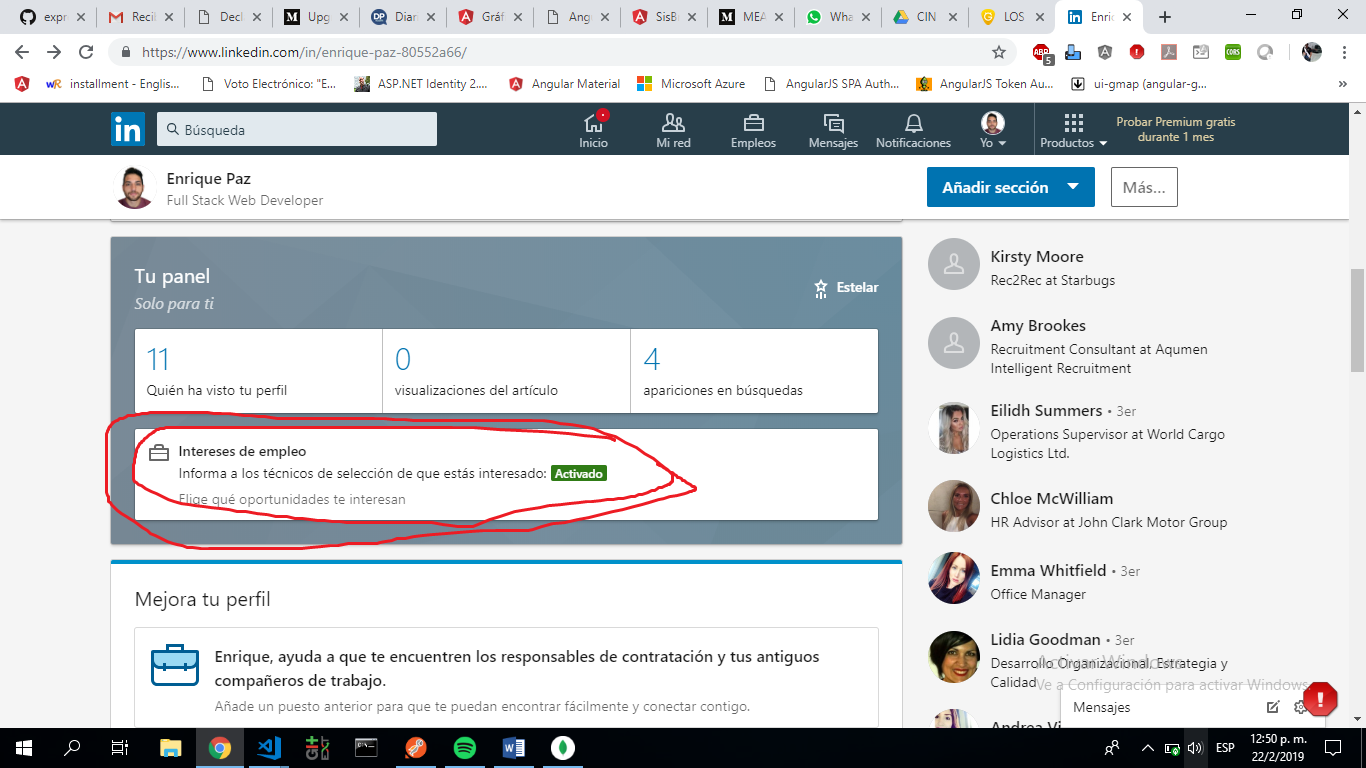 expr
M Recil
Decl
Upg
DP Diar
Gráf
Ang
SisB
MEA
Wha
CIN
LOS
in Enri
https://www.linkedin.com/in/enrique-paz-80552a66/
ABP
5
CORS
wR installment - Englis...
Voto Electrónico: "E...
ASP.NET Identity 2....
Angular Material
Microsoft Azure
AngularJS SPA Auth...
AngularJS Token Au...
ui-gmap (angular-g...
»
in
Búsqueda
Inicio
Mi red
Empleos
Mensajes
Notificaciones
Yo
Productos
Probar Premium gratis
durante 1 mes
Enrique Paz
Full Stack Web Developer
Añadir sección
Más...
Tu panel
Solo para ti
Estelar
11
Quién ha visto tu perfil
0
visualizaciones del artículo
4
apariciones en búsquedas
Intereses de empleo
Informa a los técnicos de selección de que estás interesado: Activado
Elige qué oportunidades te interesan
Mejora tu perfil
Enrique, ayuda a que te encuentren los responsables de contratación y tus antiguos
compañeros de trabajo.
Añade un puesto anterior para que te puedan encontrar fácilmente y conectar contigo.
Kirsty Moore
Rec2Rec at Starbugs
Amy Brookes
Recruitment Consultant at Aqumen
Intelligent Recruitment
Eilidh Summers • 3er
Operations Supervisor at World Cargo
Logistics Ltd.
Chloe McWilliam
HR Advisor at John Clark Motor Group
Emma Whitfield • 3er
Office Manager
Lidia Goodman • 3er
Desarrollo Organizacional, Estrategia y
Calidad
Activar Windows
Ve a Configuración para activar Windows.
Mensajes
ESP
12:50 p. m.
22/2/2019